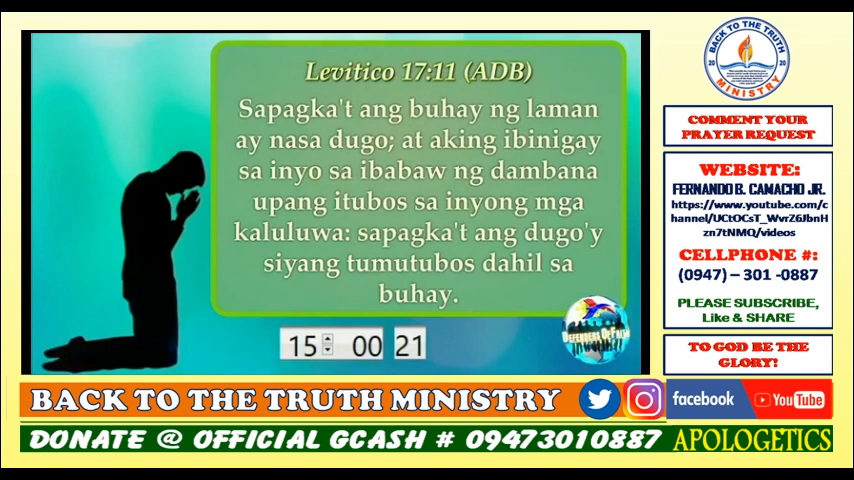 Levitico 17:11 (ADB)
Sapagka't ang buhay ng laman
ay nasa dugo; at aking ibinigay
sa inyo sa ibabaw ng dambana
upang itubos sa inyong mga
kaluluwa: sapagka't ang dugo'y
siyang tumutubos dahil sa
buhay.
15 00 21
BACK TO THE TRUTH
20 20
MINISTRY
COMMENT YOUR
PRAYER REQUEST
WEBSITE:
FERNANDO B. CAMACHO JR.
https://www.youtube.com/c
hannel/UCtOCsT_WvrZ6JbnH
zn7tNMQ/videos
CELLPHONE #:
(0947) – 301 -0887
PLEASE SUBSCRIBE,
Like & SHARE
TO GOD BE THE
GLORY!
BACK TO THE TRUTH MINISTRY
facebook
YouTube
DONATE @ OFFICIAL GCASH # 09473010887 APOLOGETICS